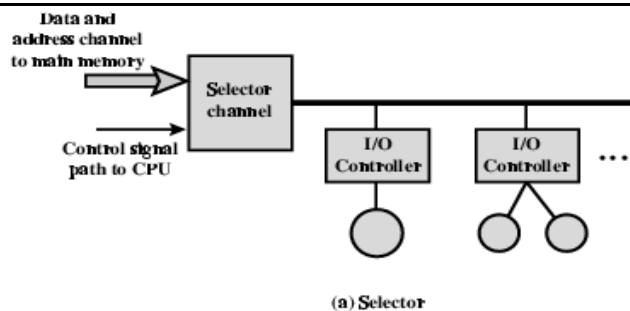 Data and
address channel
to main memory
Selector
channel
Control signal
path to CPU
I/O
Controller
I/O
Controller
...
(a) Selector